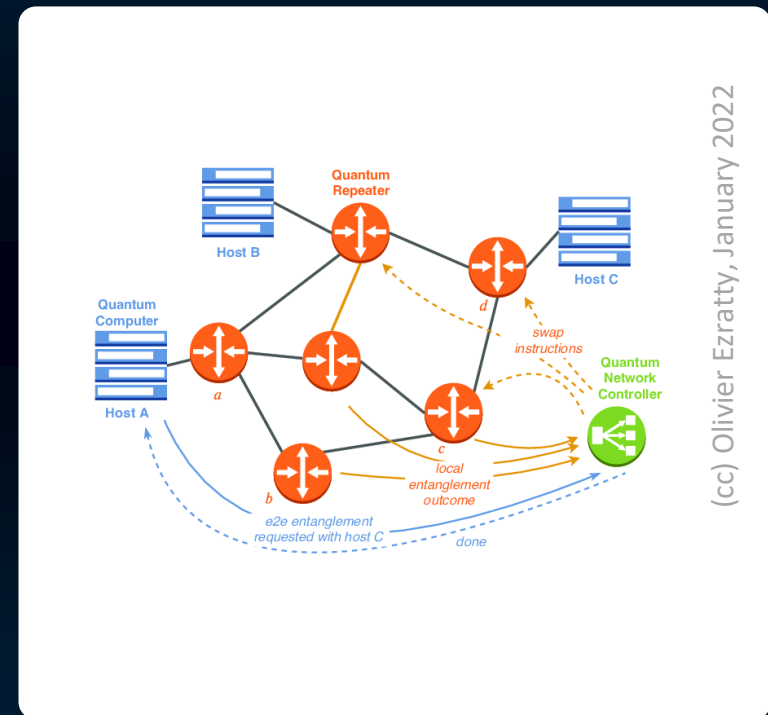 Quantum
Repeater
Host B
Host C
Quantum
Computer
Host A
a
b
c
d
swap
instructions
Quantum
Network
Controller
local
entanglement
outcome
e2e entanglement
requested with host C
done
(cc) Olivier Ezratty, January 2022